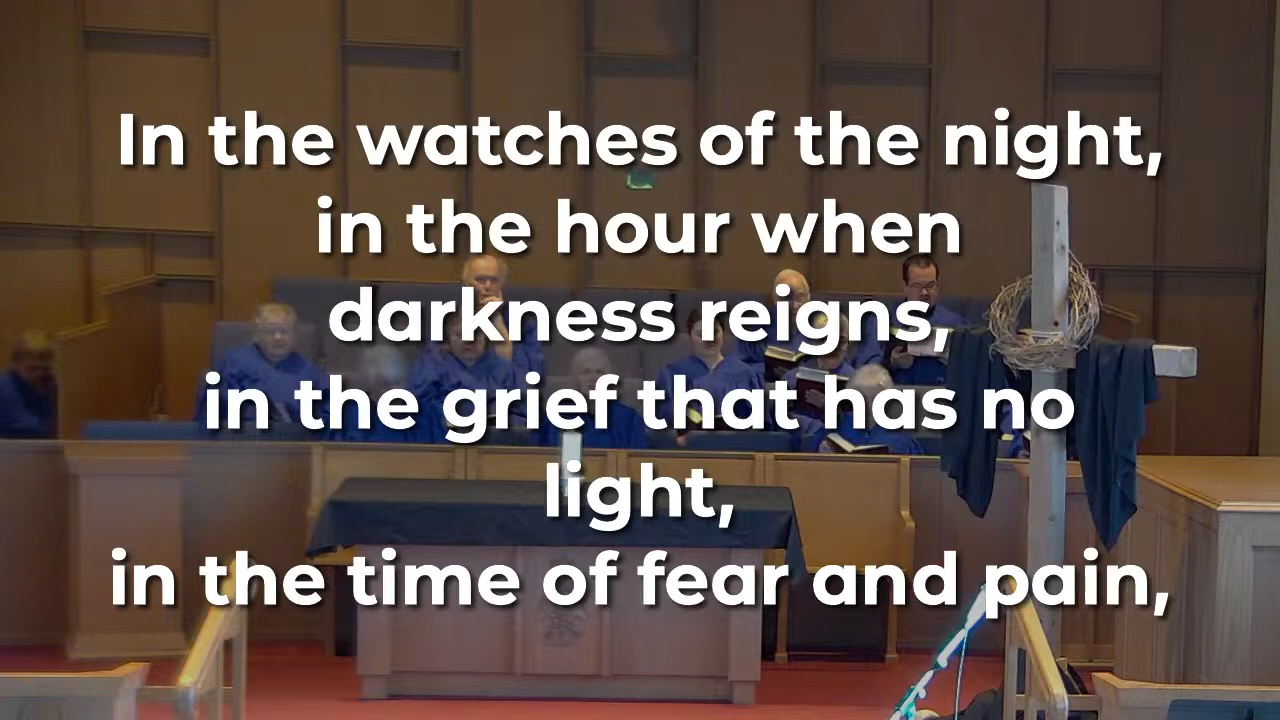 In the watches of the night,
in the hour when
darkness reigns,
in the grief that has no
light,
in the time of fear and pain,